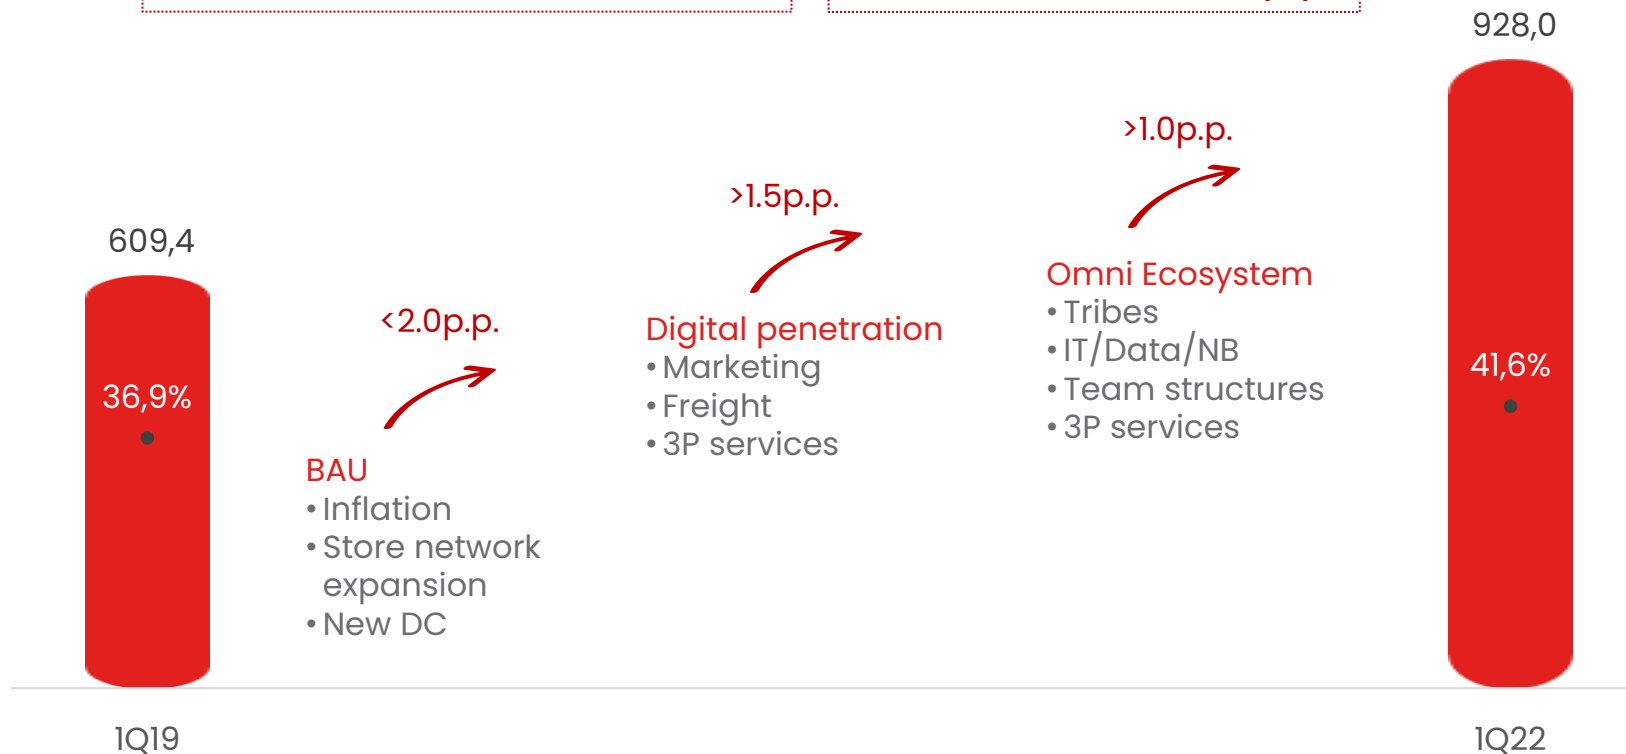 928,0
>1.0p.p.
>1.5p.p.
609,4
Omni Ecosystem
• Tribes
• IT/Data/NB
• Team structures
• 3P services
<2.0p.p.
Digital penetration
• Marketing
• Freight
• 3P services
36,9%
41,6%
BAU
• Inflation
• Store network
expansion
• New DC
1Q19
1Q22